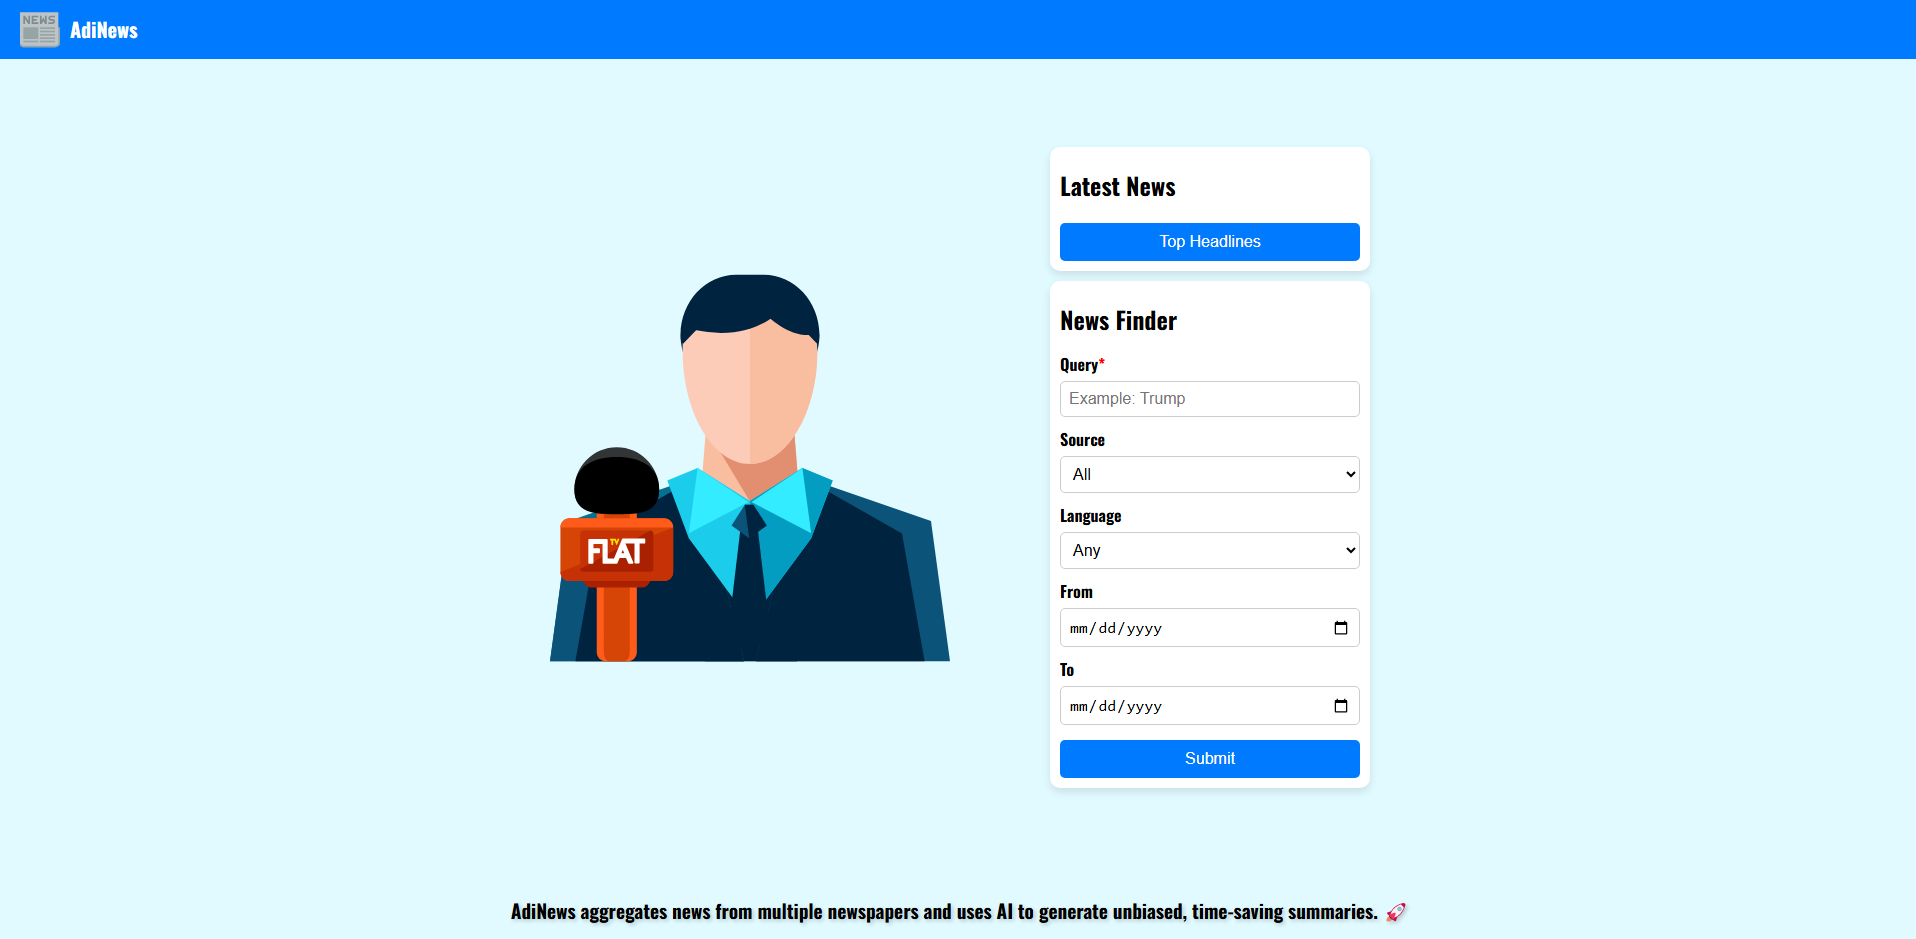 NEWS
AdiNews
Latest News
Top Headlines
News Finder
Query*
Example: Trump
Source
All
Language
Any
From
mm/dd/yyyy
To
mm/dd/yyyy
Submit
TV
FLAT
AdiNews aggregates news from multiple newspapers and uses AI to generate unbiased, time-saving summaries. 🚀